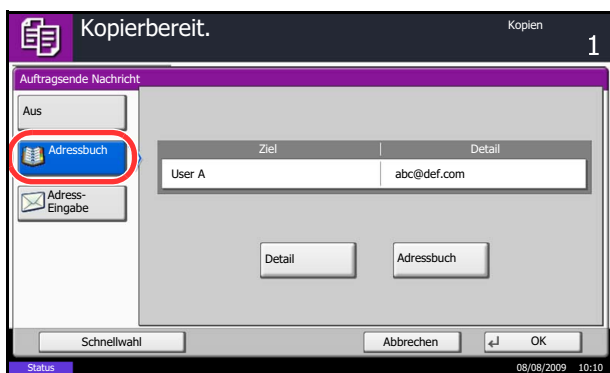 Kopierbereit.
Kopien
1
Auftragsende Nachricht
Aus
Adressbuch
Adress-
Eingabe
Ziel Detail
User A abc@def.com
Detail Adressbuch
Schnellwahl Abbrechen OK
Status 08/08/2009 10:10